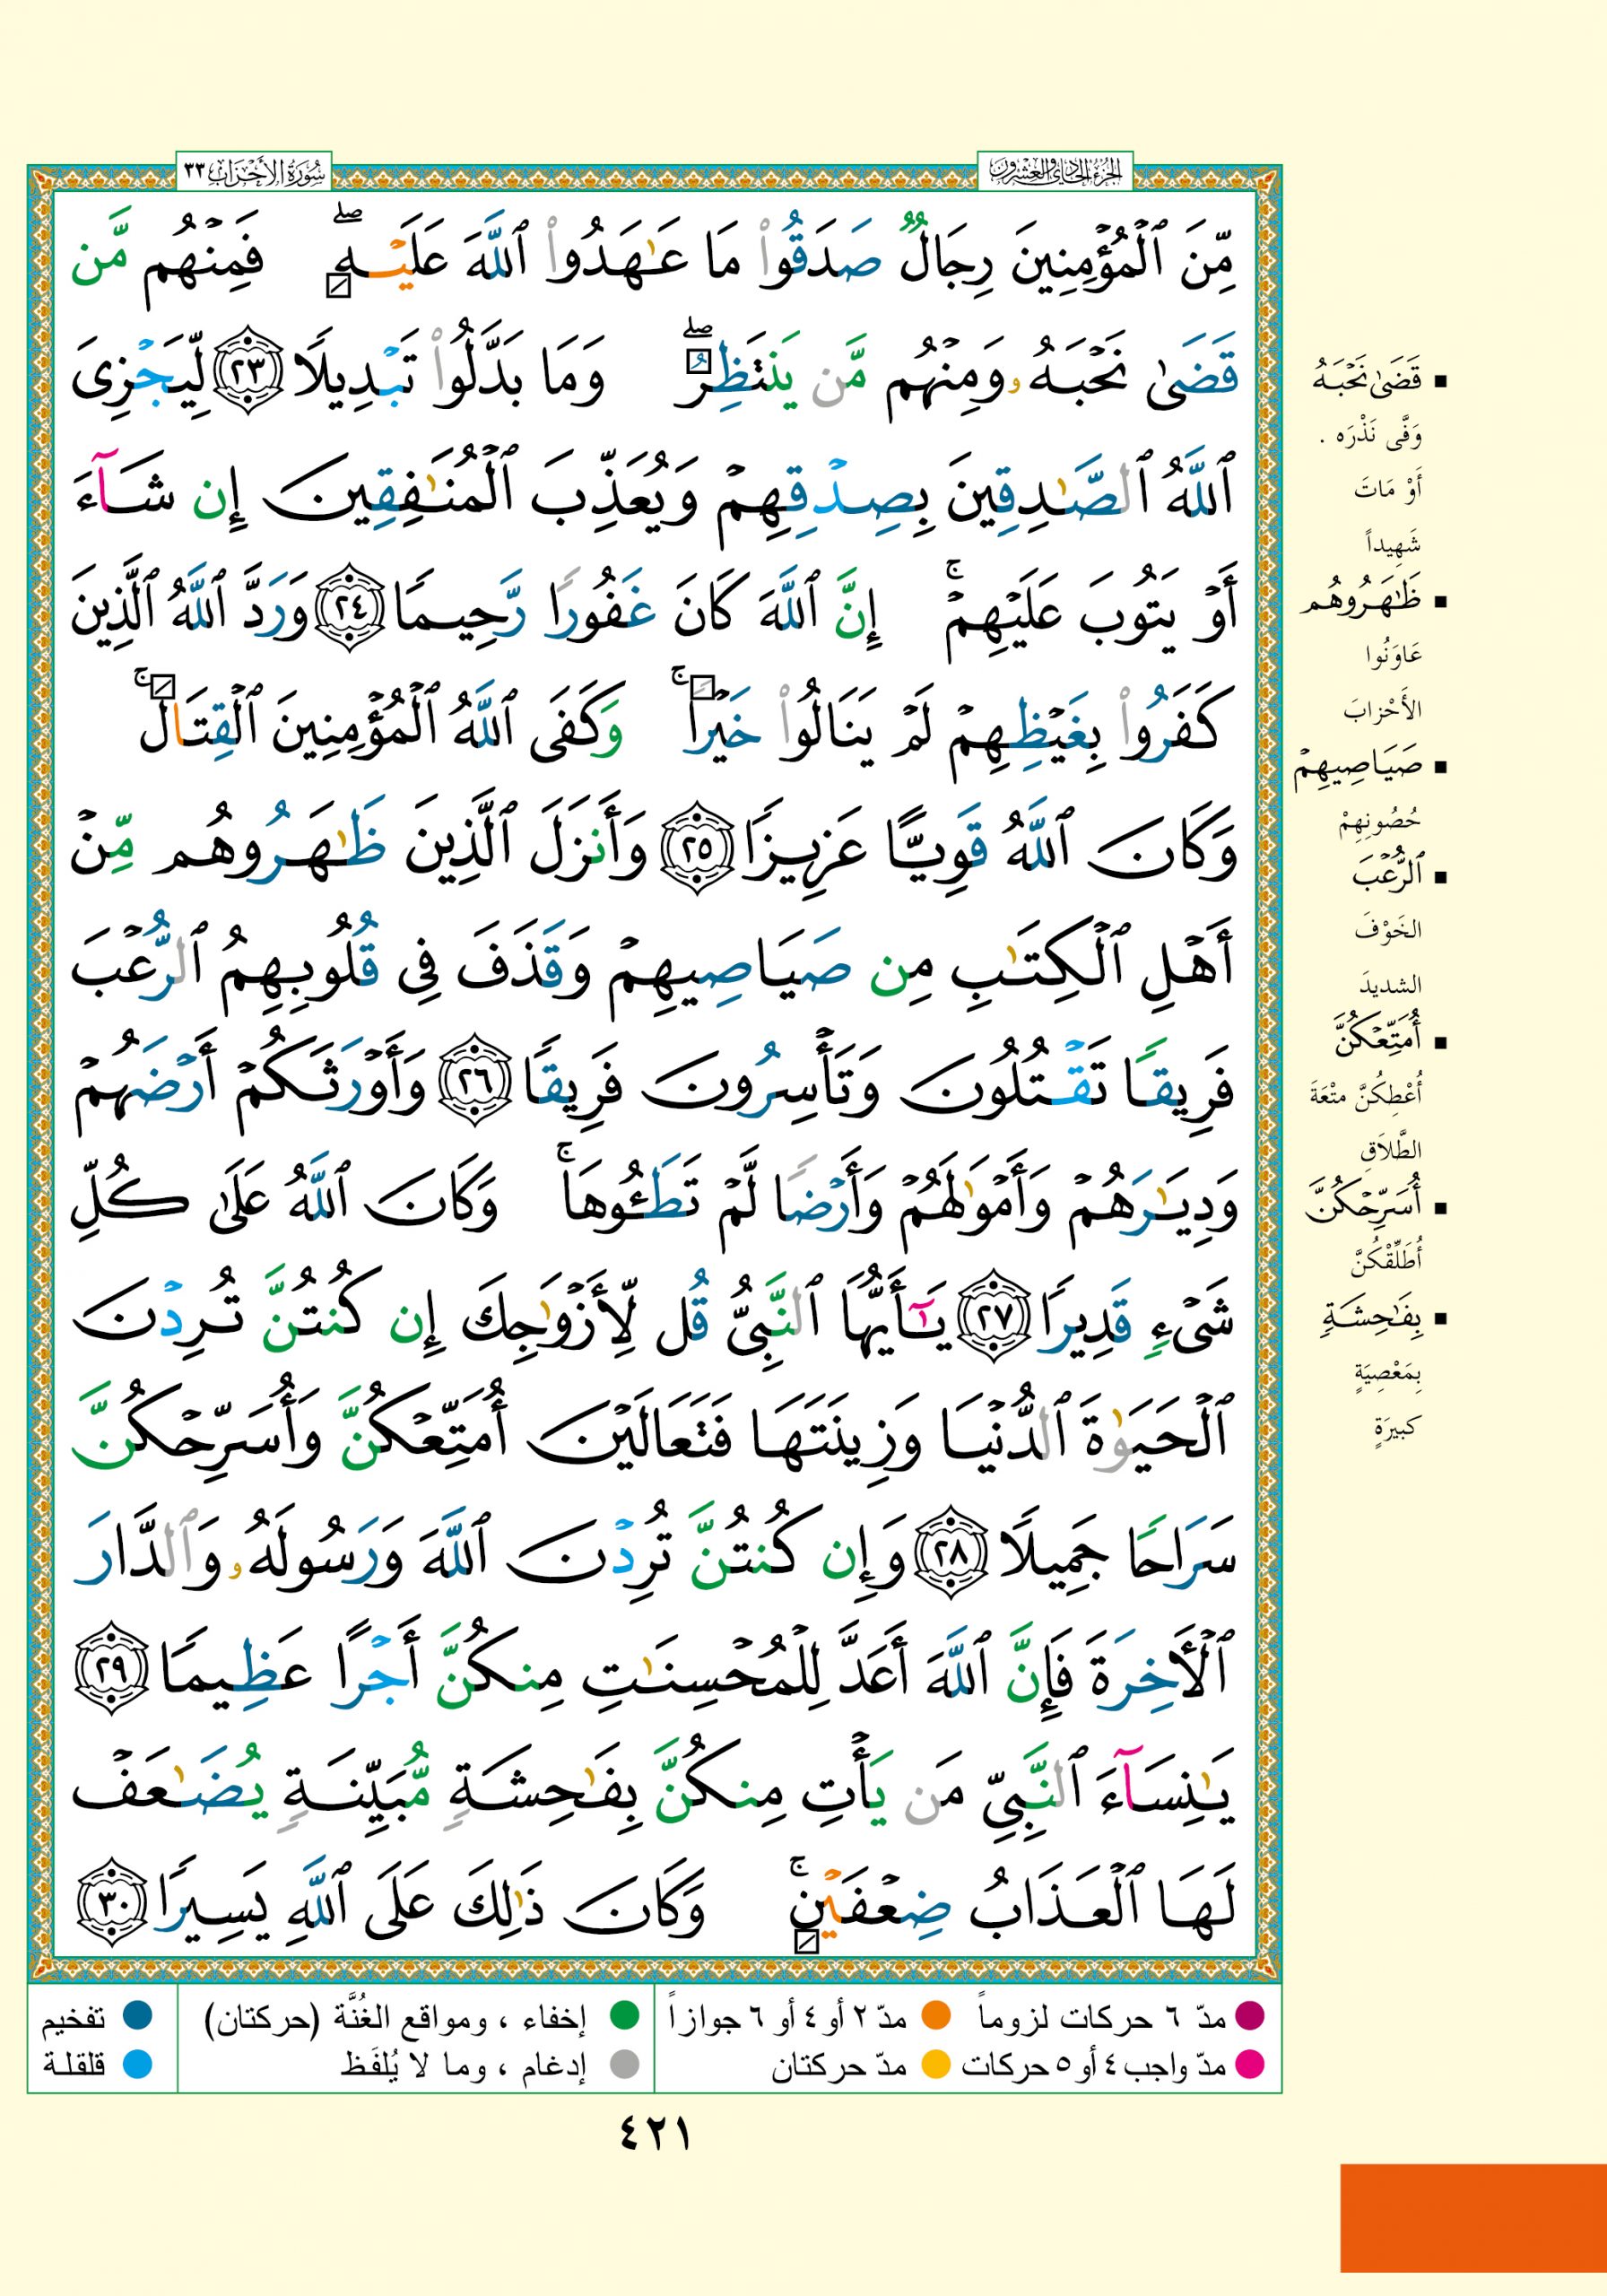 الجزء الحادي والعشرون
سورة الأحزاب ٣٣
مِّنَ ٱلْمُؤْمِنِينَ رِجَالٌ صَدَقُوا۟ مَا عَـٰهَدُوا۟ ٱللَّهَ عَلَيْهِ ۖ فَمِنْهُم مَّن
قَضَىٰ نَحْبَهُۥ وَمِنْهُم مَّن يَنتَظِرُ ۖ وَمَا بَدَّلُوا۟ تَبْدِيلًا ٢٣ لِّيَجْزِىَ
ٱللَّهُ ٱلصَّـٰدِقِينَ بِصِدْقِهِمْ وَيُعَذِّبَ ٱلْمُنَـٰفِقِينَ إِن شَآءَ
أَوْ يَتُوبَ عَلَيْهِمْ ۚ إِنَّ ٱللَّهَ كَانَ غَفُورًا رَّحِيمًا ٢٤ وَرَدَّ ٱللَّهُ ٱلَّذِينَ
كَفَرُوا۟ بِغَيْظِهِمْ لَمْ يَنَالُوا۟ خَيْرًا ۚ وَكَفَى ٱللَّهُ ٱلْمُؤْمِنِينَ ٱلْقِتَالَ ۚ
وَكَانَ ٱللَّهُ قَوِيًّا عَزِيزًا ٢٥ وَأَنزَلَ ٱلَّذِينَ ظَـٰهَرُوهُم مِّنْ
أَهْلِ ٱلْكِتَـٰبِ مِن صَيَاصِيهِمْ وَقَذَفَ فِى قُلُوبِهِمُ ٱلرُّعْبَ
فَرِيقًا تَقْتُلُونَ وَتَأْسِرُونَ فَرِيقًا ٢٦ وَأَوْرَثَكُمْ أَرْضَهُمْ
وَدِيَـٰرَهُمْ وَأَمْوَٰلَهُمْ وَأَرْضًا لَّمْ تَطَـُٔوهَا ۚ وَكَانَ ٱللَّهُ عَلَىٰ كُلِّ
شَىْءٍ قَدِيرًا ٢٧ يَـٰٓأَيُّهَا ٱلنَّبِىُّ قُل لِّأَزْوَٰجِكَ إِن كُنتُنَّ تُرِدْنَ
ٱلْحَيَوٰةَ ٱلدُّنْيَا وَزِينَتَهَا فَتَعَالَيْنَ أُمَتِّعْكُنَّ وَأُسَرِّحْكُنَّ
سَرَاحًا جَمِيلًا ٢٨ وَإِن كُنتُنَّ تُرِدْنَ ٱللَّهَ وَرَسُولَهُۥ وَٱلدَّارَ
ٱلْـَٔاخِرَةَ فَإِنَّ ٱللَّهَ أَعَدَّ لِلْمُحْسِنَـٰتِ مِنكُنَّ أَجْرًا عَظِيمًا ٢٩
يَـٰنِسَآءَ ٱلنَّبِىِّ مَن يَأْتِ مِنكُنَّ بِفَـٰحِشَةٍ مُّبَيِّنَةٍ يُضَـٰعَفْ
لَهَا ٱلْعَذَابُ ضِعْفَيْنِ ۚ وَكَانَ ذَٰلِكَ عَلَى ٱللَّهِ يَسِيرًا ٣٠
■ قَضَىٰ نَحْبَهُ
وَفَّى نَذْرَه .
أَوْ مَاتَ
شَهِيداً
■ ظَـٰهَرُوهُم
عَاوَنُوا
الأَحْزابَ
■ صَيَاصِيهِمْ
حُصُونِهِمْ
■ ٱلرُّعْبَ
الخَوْفَ
الشديدَ
■ أُمَتِّعْكُنَّ
أُعْطِكُنَّ مَتْعَةَ
الطَّلاَقِ
■ أُسَرِّحْكُنَّ
أُطَلِّقْكُنَّ
■ بِفَـٰحِشَةٍ
بِمَعْصِيَةٍ
كبيرَةٍ
مدّ ٦ حركات لزوماً مدّ ٢ أو ٤ أو ٦ جوازاً إخفاء ، ومواقع الغُنَّة (حركتان) تفخيم
مدّ واجب ٤ أو ٥ حركات مدّ حركتان إدغام ، وما لا يُلفَظ قلقلة
٤٢١